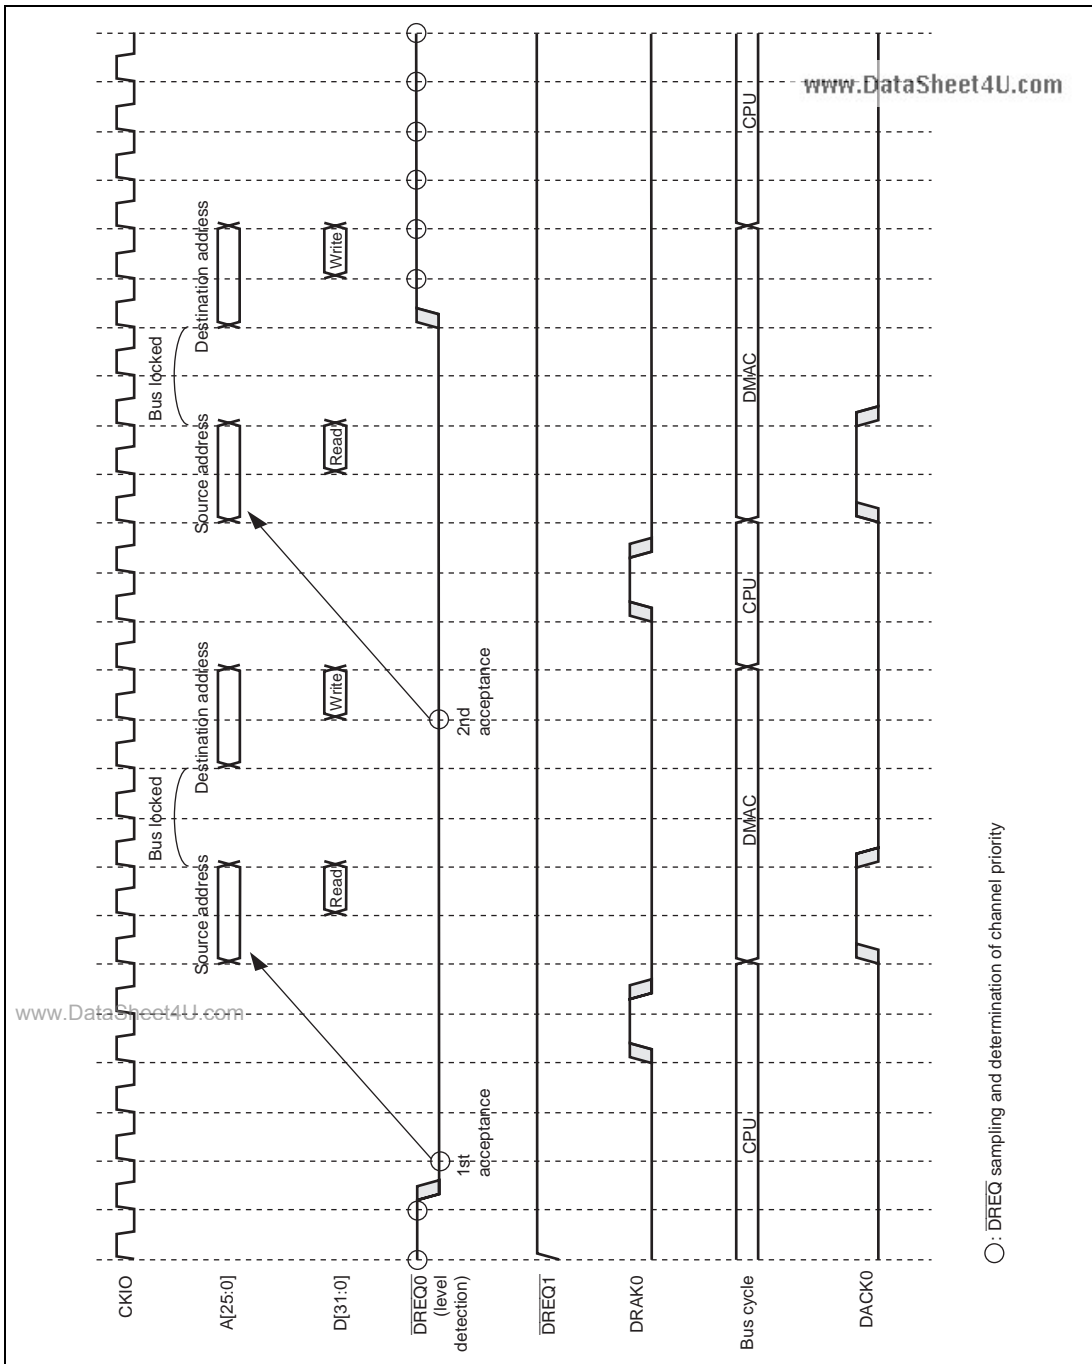 www.DataSheet4U.com
CKIO
A[25:0]
Source address
Bus locked
Destination address
Source address
Bus locked
Destination address
D[31:0]
Read
Write
Read
Write
DREQ0
(level
detection)
1st
acceptance
2nd
acceptance
DREQ1
DRAK0
Bus cycle
CPU
DMAC
CPU
DMAC
CPU
DACK0
○: DREQ sampling and determination of channel priority
www.DataSheet4U.com